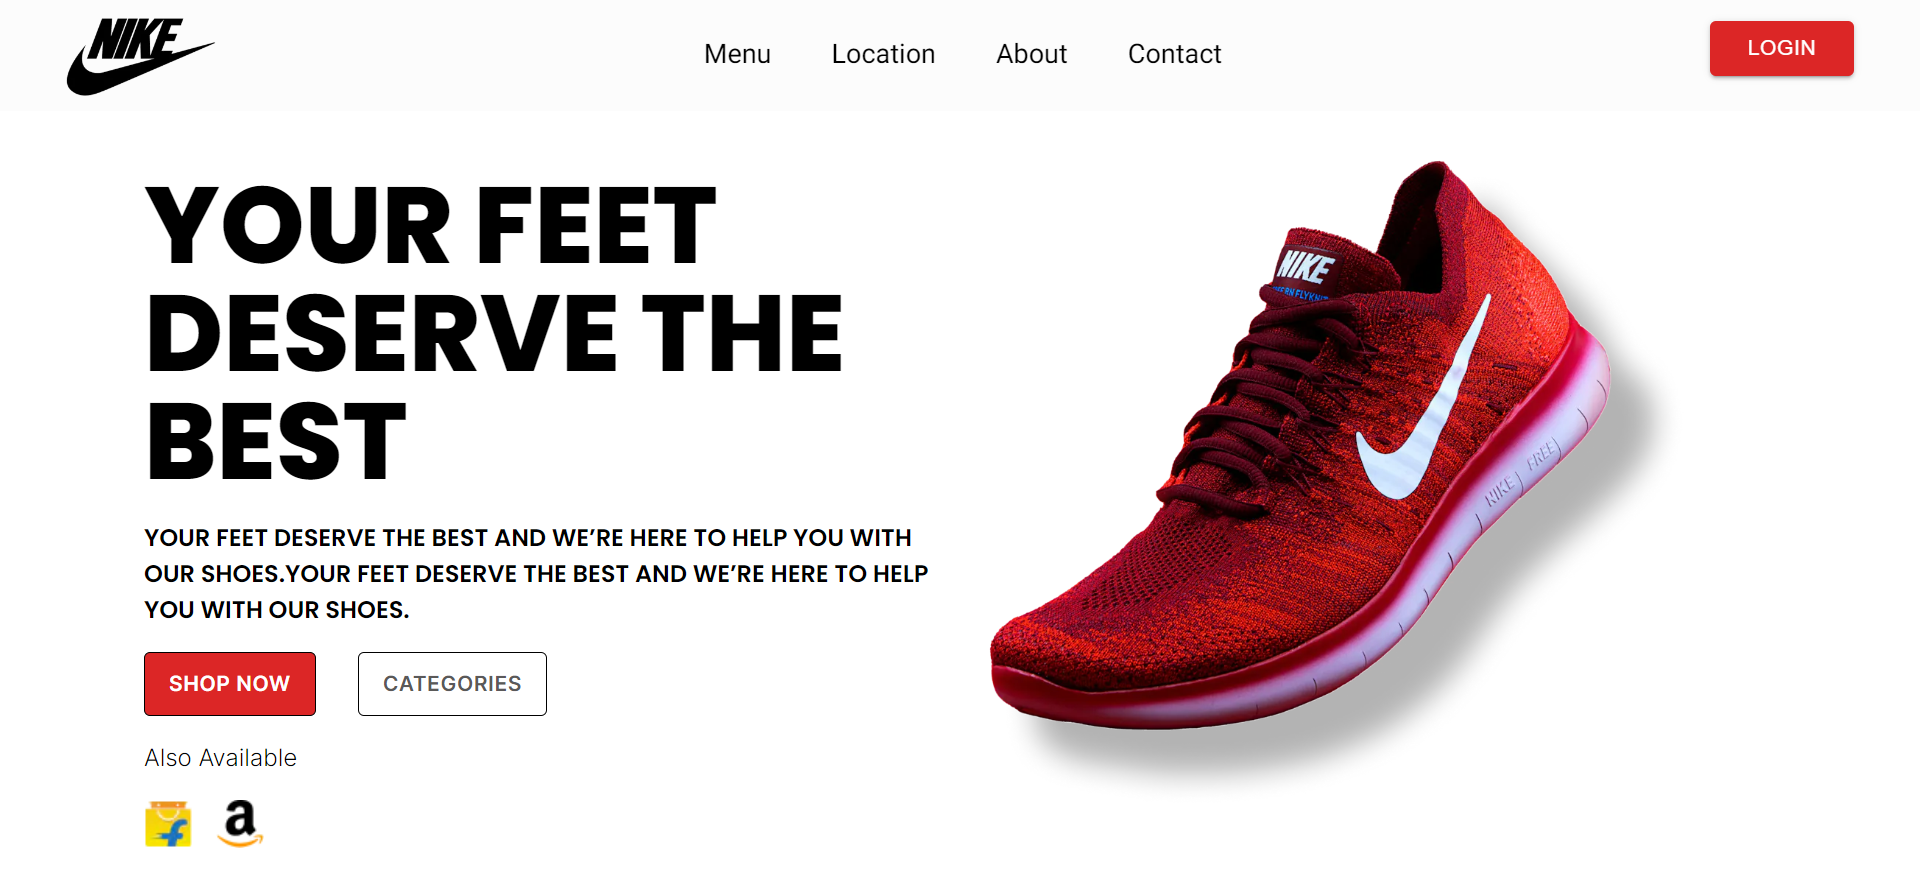 NIKE
Menu Location About Contact
LOGIN
YOUR FEET
DESERVE THE
BEST
YOUR FEET DESERVE THE BEST AND WE’RE HERE TO HELP YOU WITH
OUR SHOES.YOUR FEET DESERVE THE BEST AND WE’RE HERE TO HELP
YOU WITH OUR SHOES.
SHOP NOW CATEGORIES
Also Available
f a
NIKE
NIKE FREE